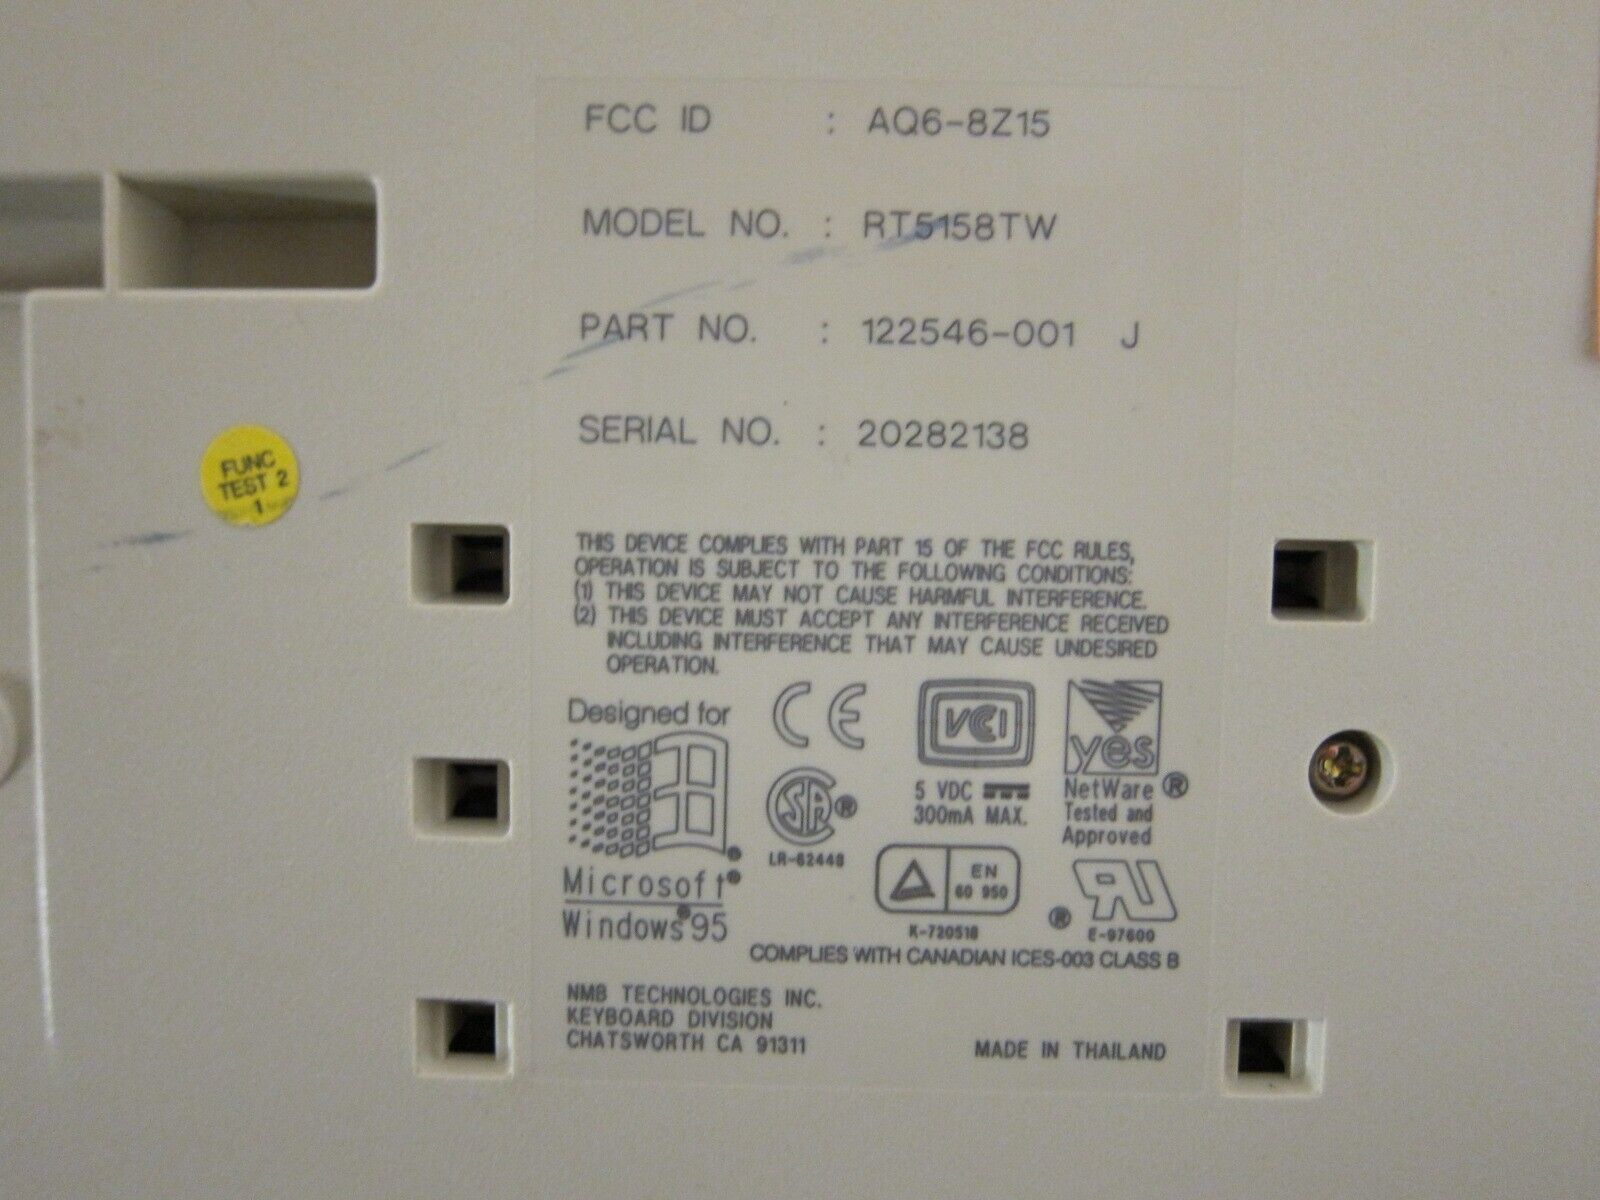 FCC ID : AQ6-8Z15
MODEL NO. : RT5158TW
PART NO. : 122546-001 J
SERIAL NO. : 20282138
FUNC
TEST 2
1
THIS DEVICE COMPLIES WITH PART 15 OF THE FCC RULES,
OPERATION IS SUBJECT TO THE FOLLOWING CONDITIONS:
(1) THIS DEVICE MAY NOT CAUSE HARMFUL INTERFERENCE.
(2) THIS DEVICE MUST ACCEPT ANY INTERFERENCE RECEIVED
INCLUDING INTERFERENCE THAT MAY CAUSE UNDESIRED
OPERATION.
Designed for
Microsoft®
Windows®95
CE
SA®
LR-62448
VCCI
5 VDC
300mA MAX.
yes
NetWare®
Tested and
Approved
EN
60 950
K-720518
RU®
E-97600
COMPLIES WITH CANADIAN ICES-003 CLASS B
NMB TECHNOLOGIES INC.
KEYBOARD DIVISION
CHATSWORTH CA 91311
MADE IN THAILAND